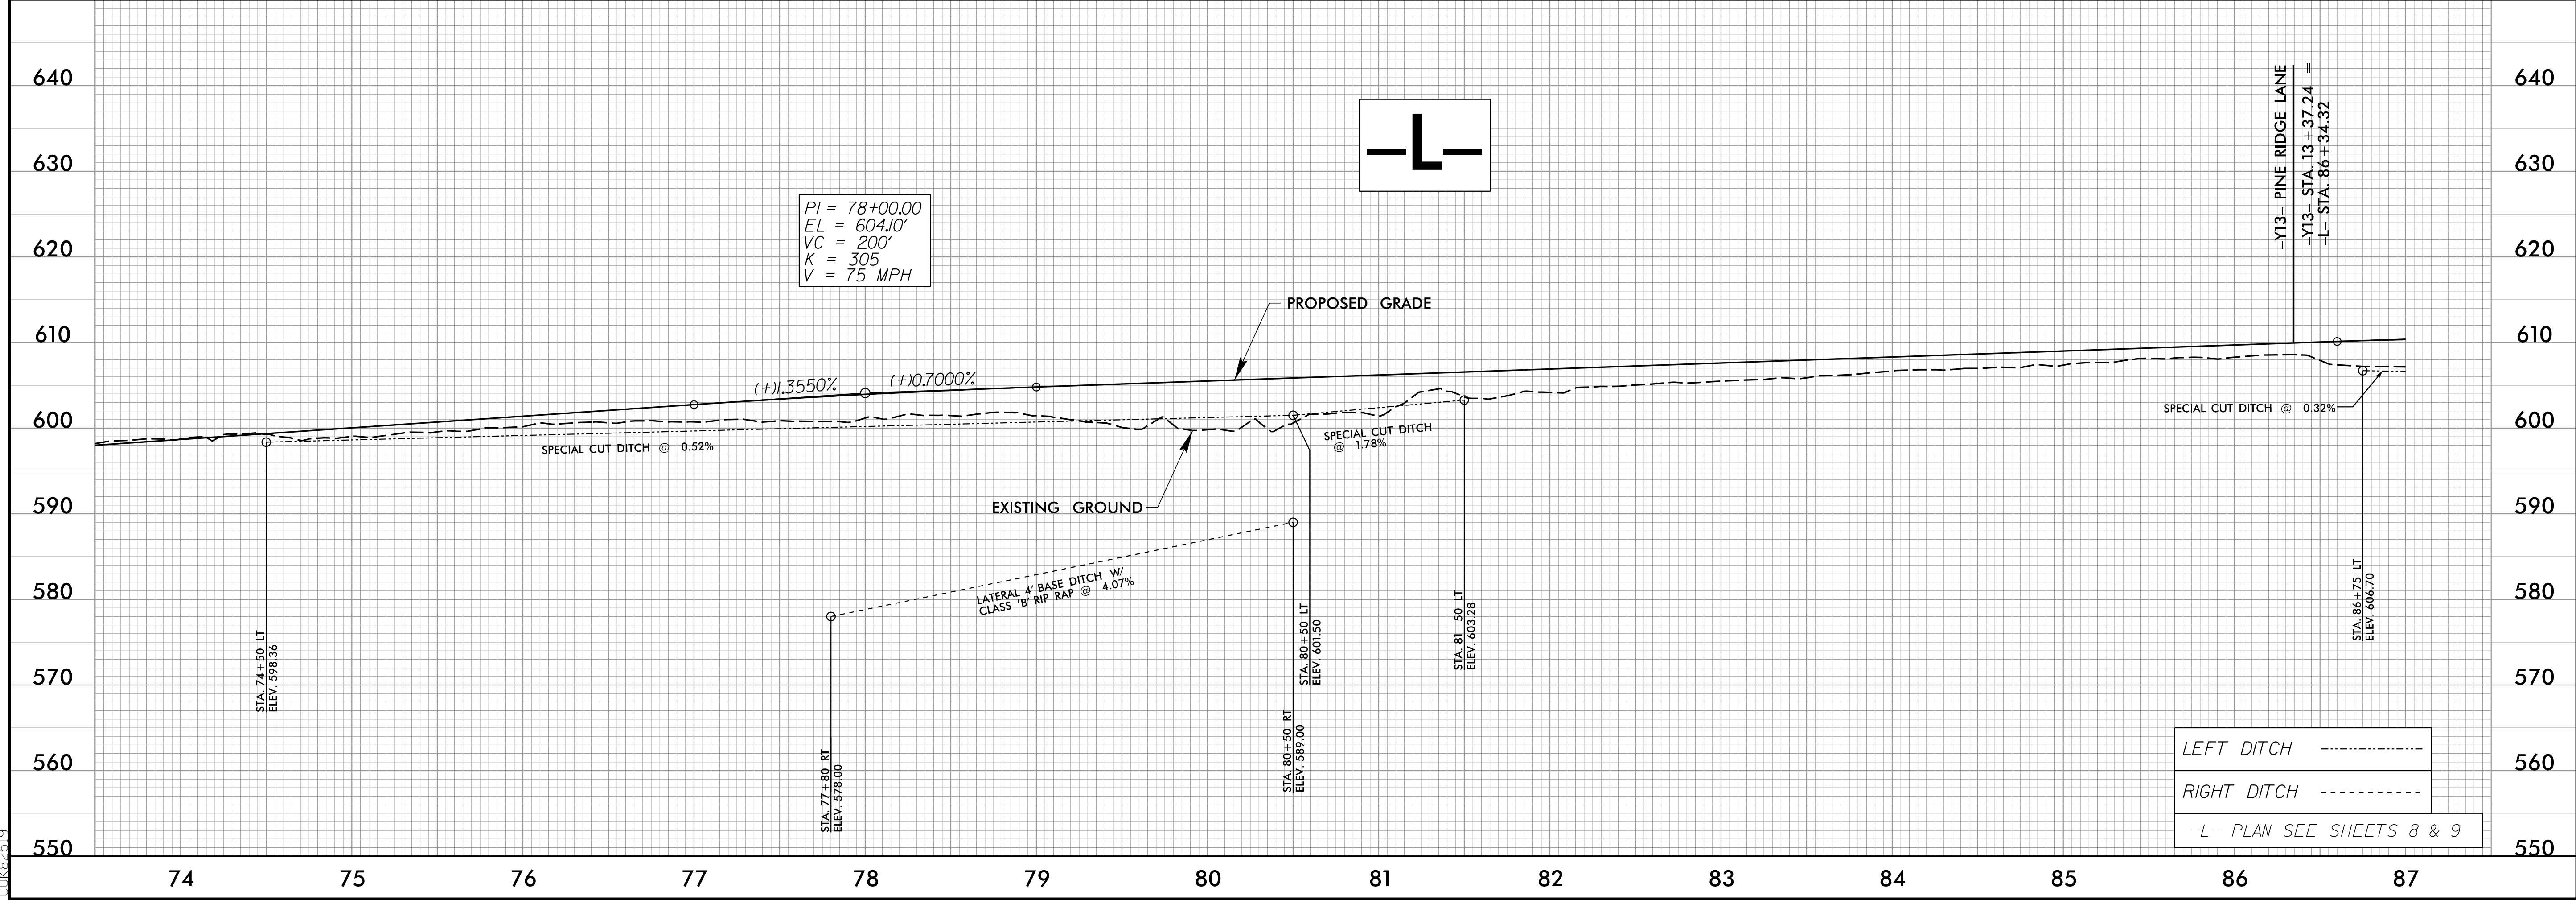 640
630
620
610
600
590
580
570
560
550
640
630
620
610
600
590
580
570
560
550
74 75 76 77 78 79 80 81 82 83 84 85 86 87
–L–
PI = 78+00.00
EL = 604.10'
VC = 200'
K = 305
V = 75 MPH
(+)1.3550%
(+)0.7000%
PROPOSED GRADE
EXISTING GROUND
SPECIAL CUT DITCH @ 0.52%
SPECIAL CUT DITCH
@ 1.78%
SPECIAL CUT DITCH @ 0.32%
LATERAL 4' BASE DITCH W/
CLASS 'B' RIP RAP @ 4.07%
STA. 74+50 LT
ELEV. 598.36
STA. 77+80 RT
ELEV. 578.00
STA. 80+50 RT
ELEV. 589.00
STA. 80+50 LT
ELEV. 601.50
STA. 81+50 LT
ELEV. 603.28
STA. 86+75 LT
ELEV. 606.70
-Y13- PINE RIDGE LANE
-Y13- STA. 13+37.24 =
-L- STA. 86+34.32
LEFT DITCH
RIGHT DITCH
-L- PLAN SEE SHEETS 8 & 9